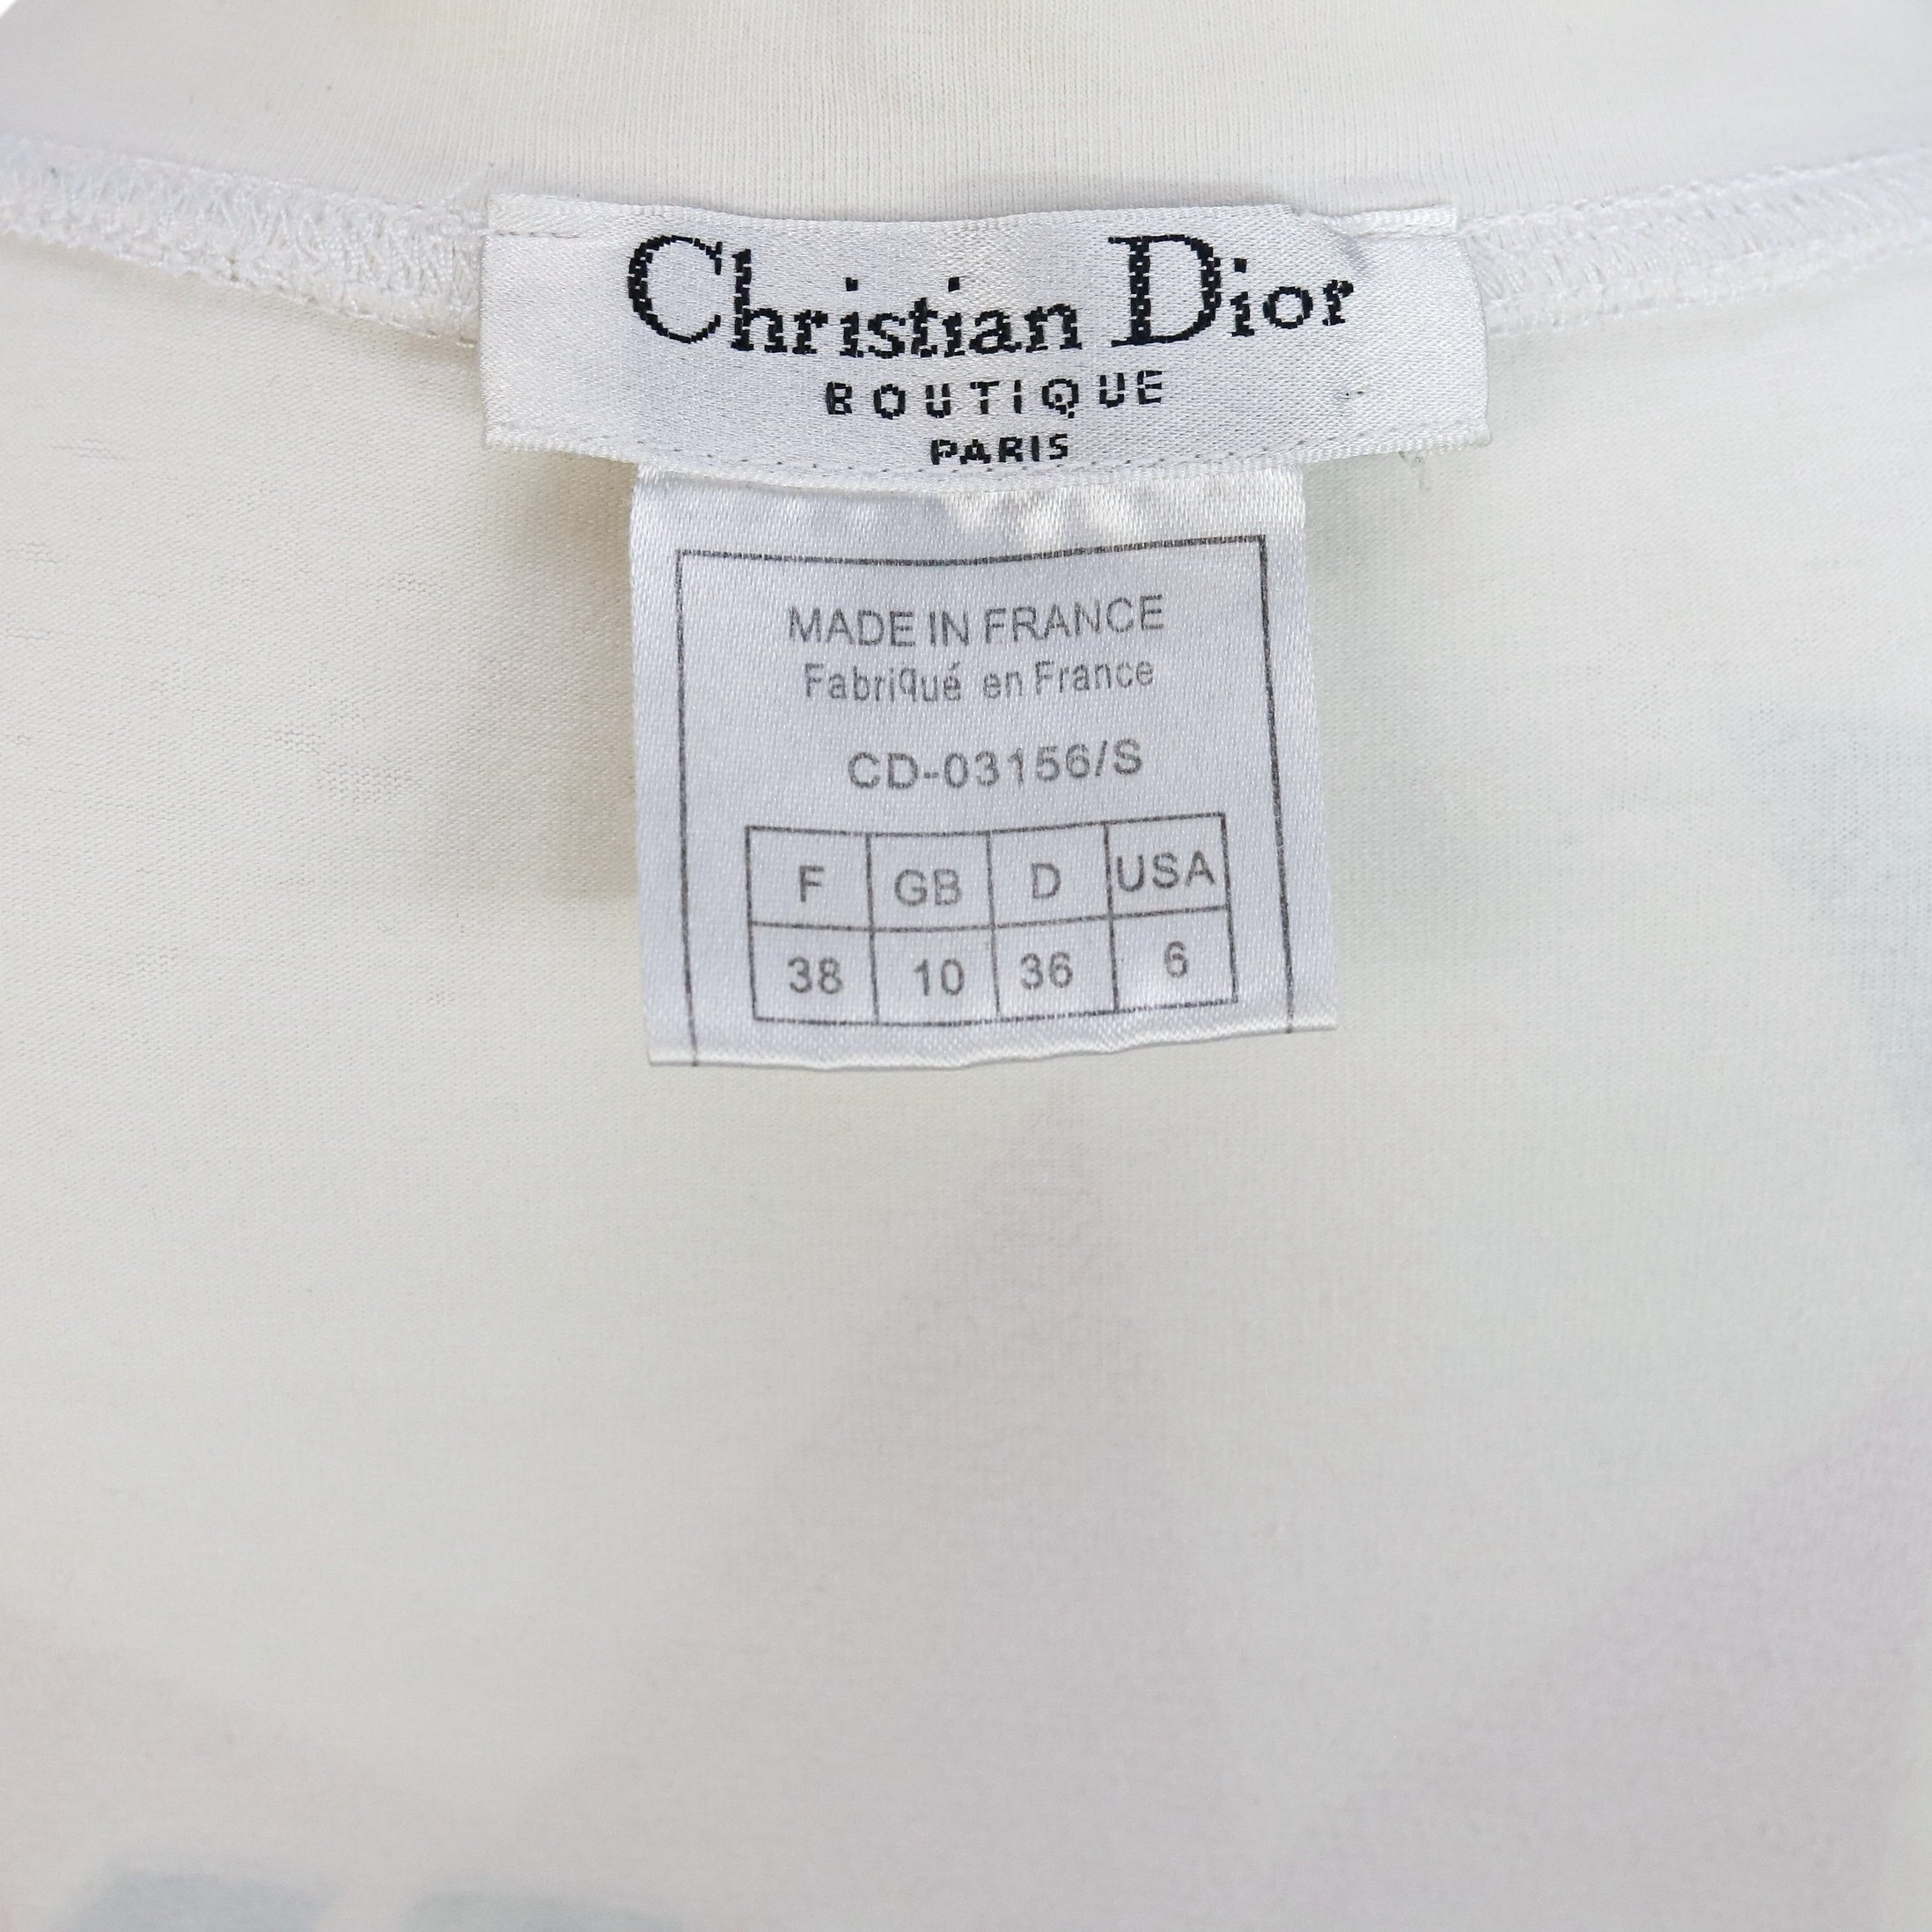 Christian Dior
BOUTIQUE
PARIS
MADE IN FRANCE
Fabriqué en France
CD-03156/S
F GB D USA
38 10 36 6